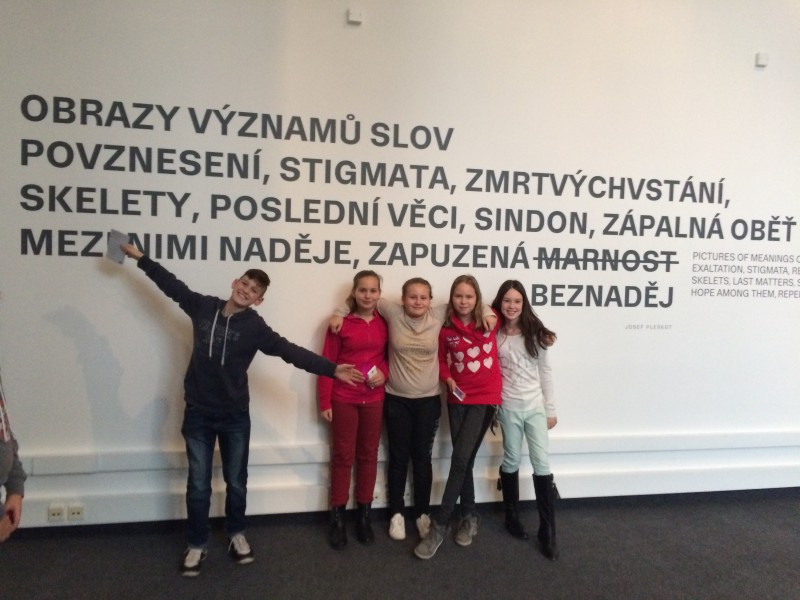 OBRAZY VÝZNAMŮ SLOV
POVZNESENÍ, STIGMATA, ZMRTVÝCHVSTÁNÍ,
SKELETY, POSLEDNÍ VĚCI, SINDON, ZÁPALNÁ OBĚŤ
MEZI NIMI NADĚJE, ZAPUZENÁ MARNOST
BEZNADĚJ
PICTURES OF MEANINGS
EXALTATION, STIGMATA,
SKELETS, LAST MATTERS,
HOPE AMONG THEM,
JOSEF PLESKOT